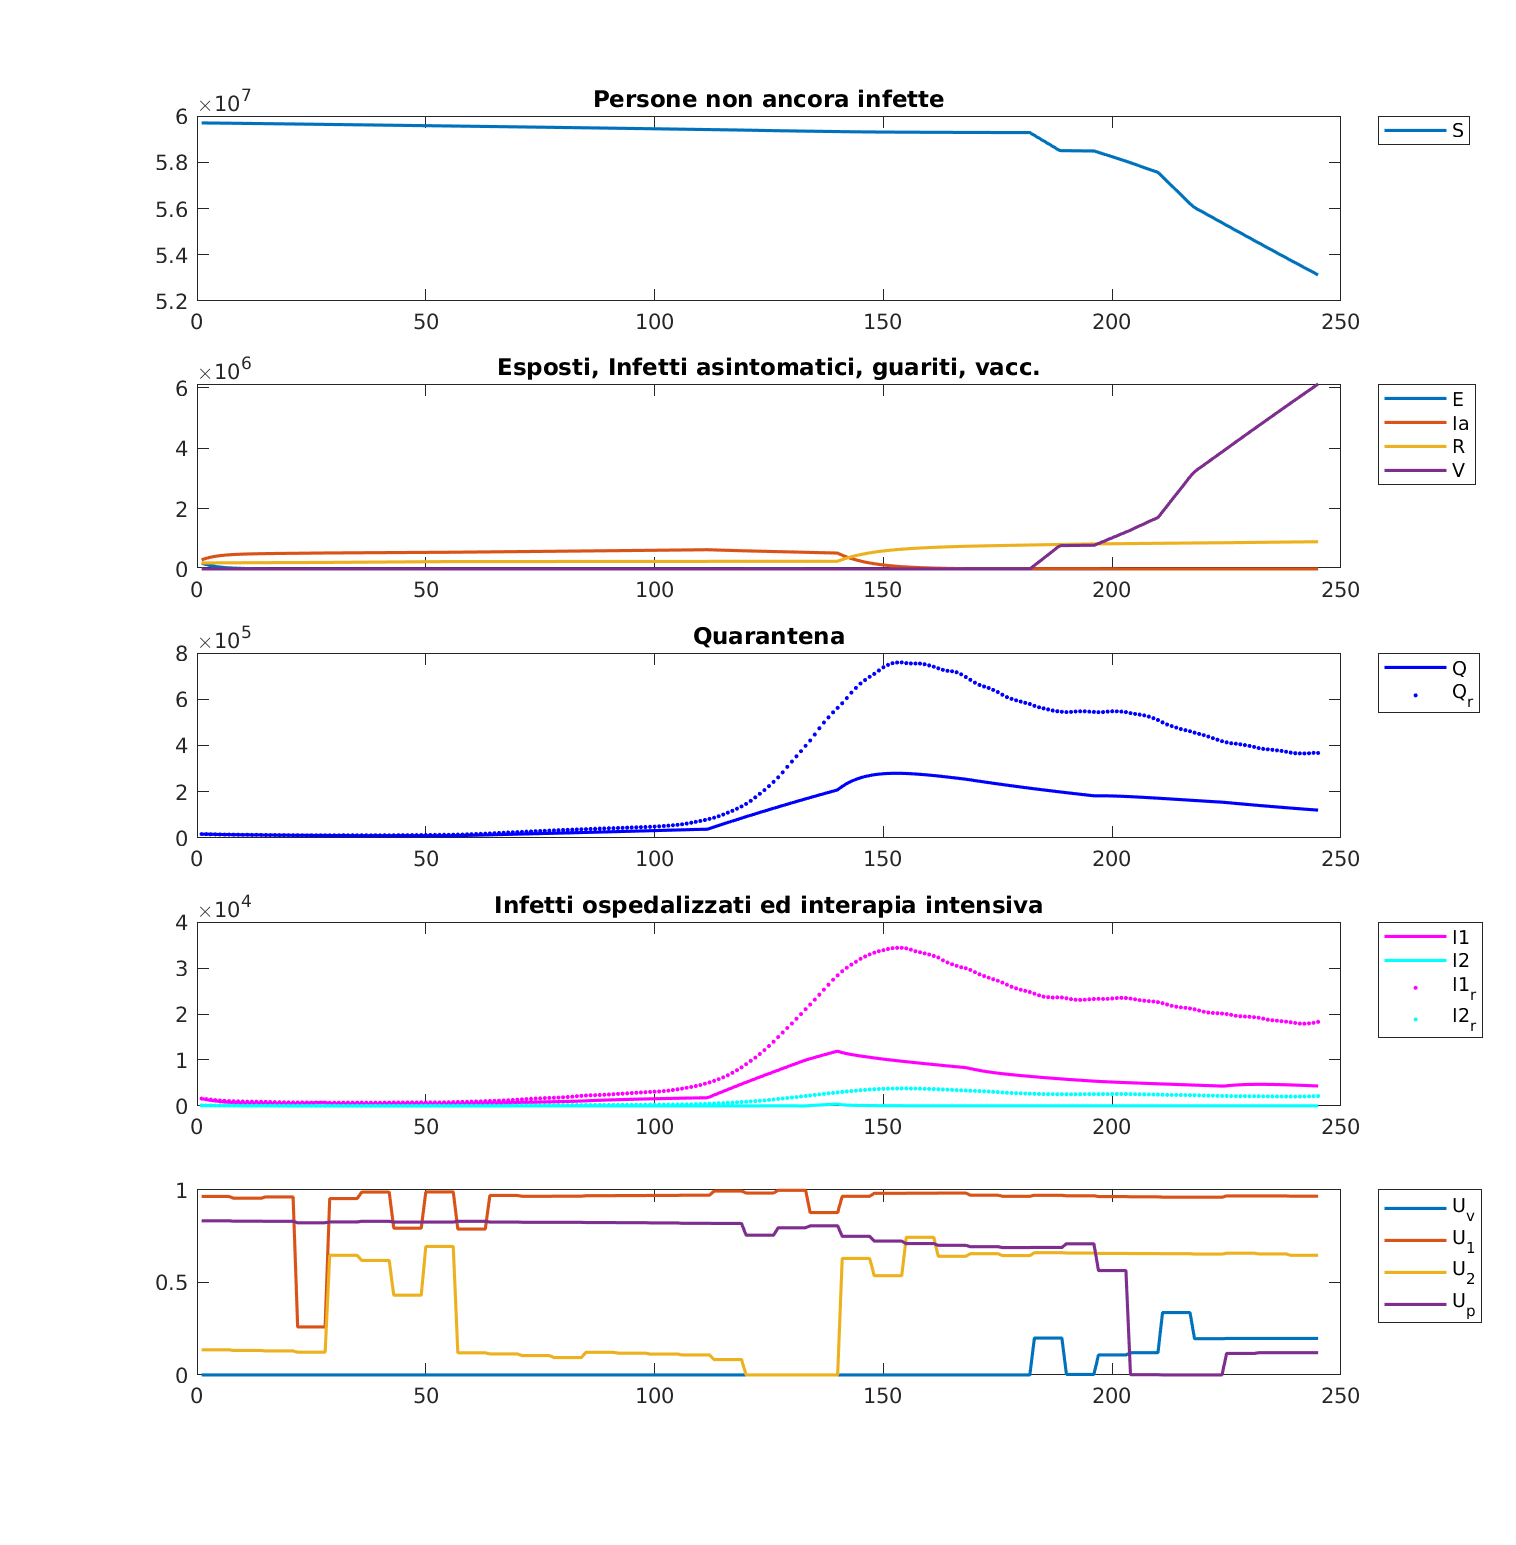 ×10^7
Persone non ancora infette
6
5.8
5.6
5.4
5.2
0 50 100 150 200 250
S
×10^6
Esposti, Infetti asintomatici, guariti, vacc.
6
4
2
0
0 50 100 150 200 250
E
Ia
R
V
×10^5
Quarantena
8
6
4
2
0
0 50 100 150 200 250
Q
Q_r
×10^4
Infetti ospedalizzati ed interapia intensiva
4
3
2
1
0
0 50 100 150 200 250
I1
I2
I1_r
I2_r
1
0.5
0
0 50 100 150 200 250
U_v
U_1
U_2
U_p